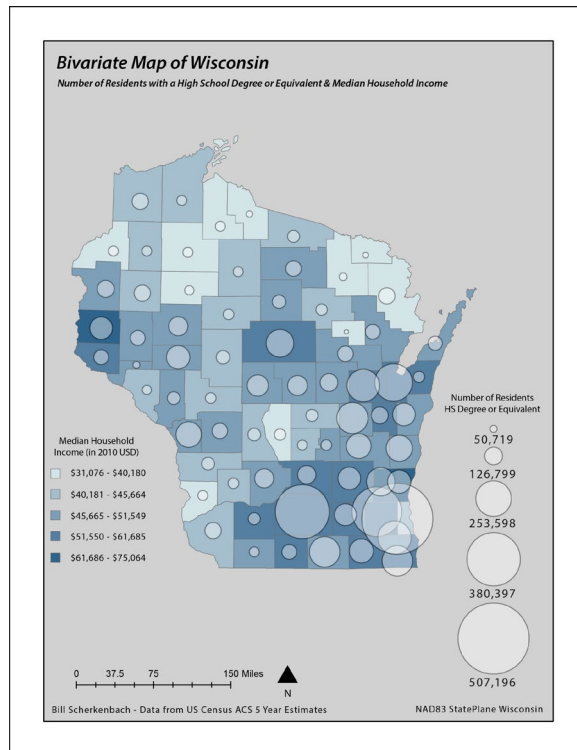 Bivariate Map of Wisconsin
Number of Residents with a High School Degree or Equivalent & Median Household Income
Number of Residents
HS Degree or Equivalent
50,719
126,799
253,598
380,397
507,196
Median Household
Income (in 2010 USD)
$31,076 - $40,180
$40,181 - $45,664
$45,665 - $51,549
$51,550 - $61,685
$61,686 - $75,064
0 37.5 75 150 Miles
N
Bill Scherkenbach - Data from US Census ACS 5 Year Estimates
NAD83 StatePlane Wisconsin